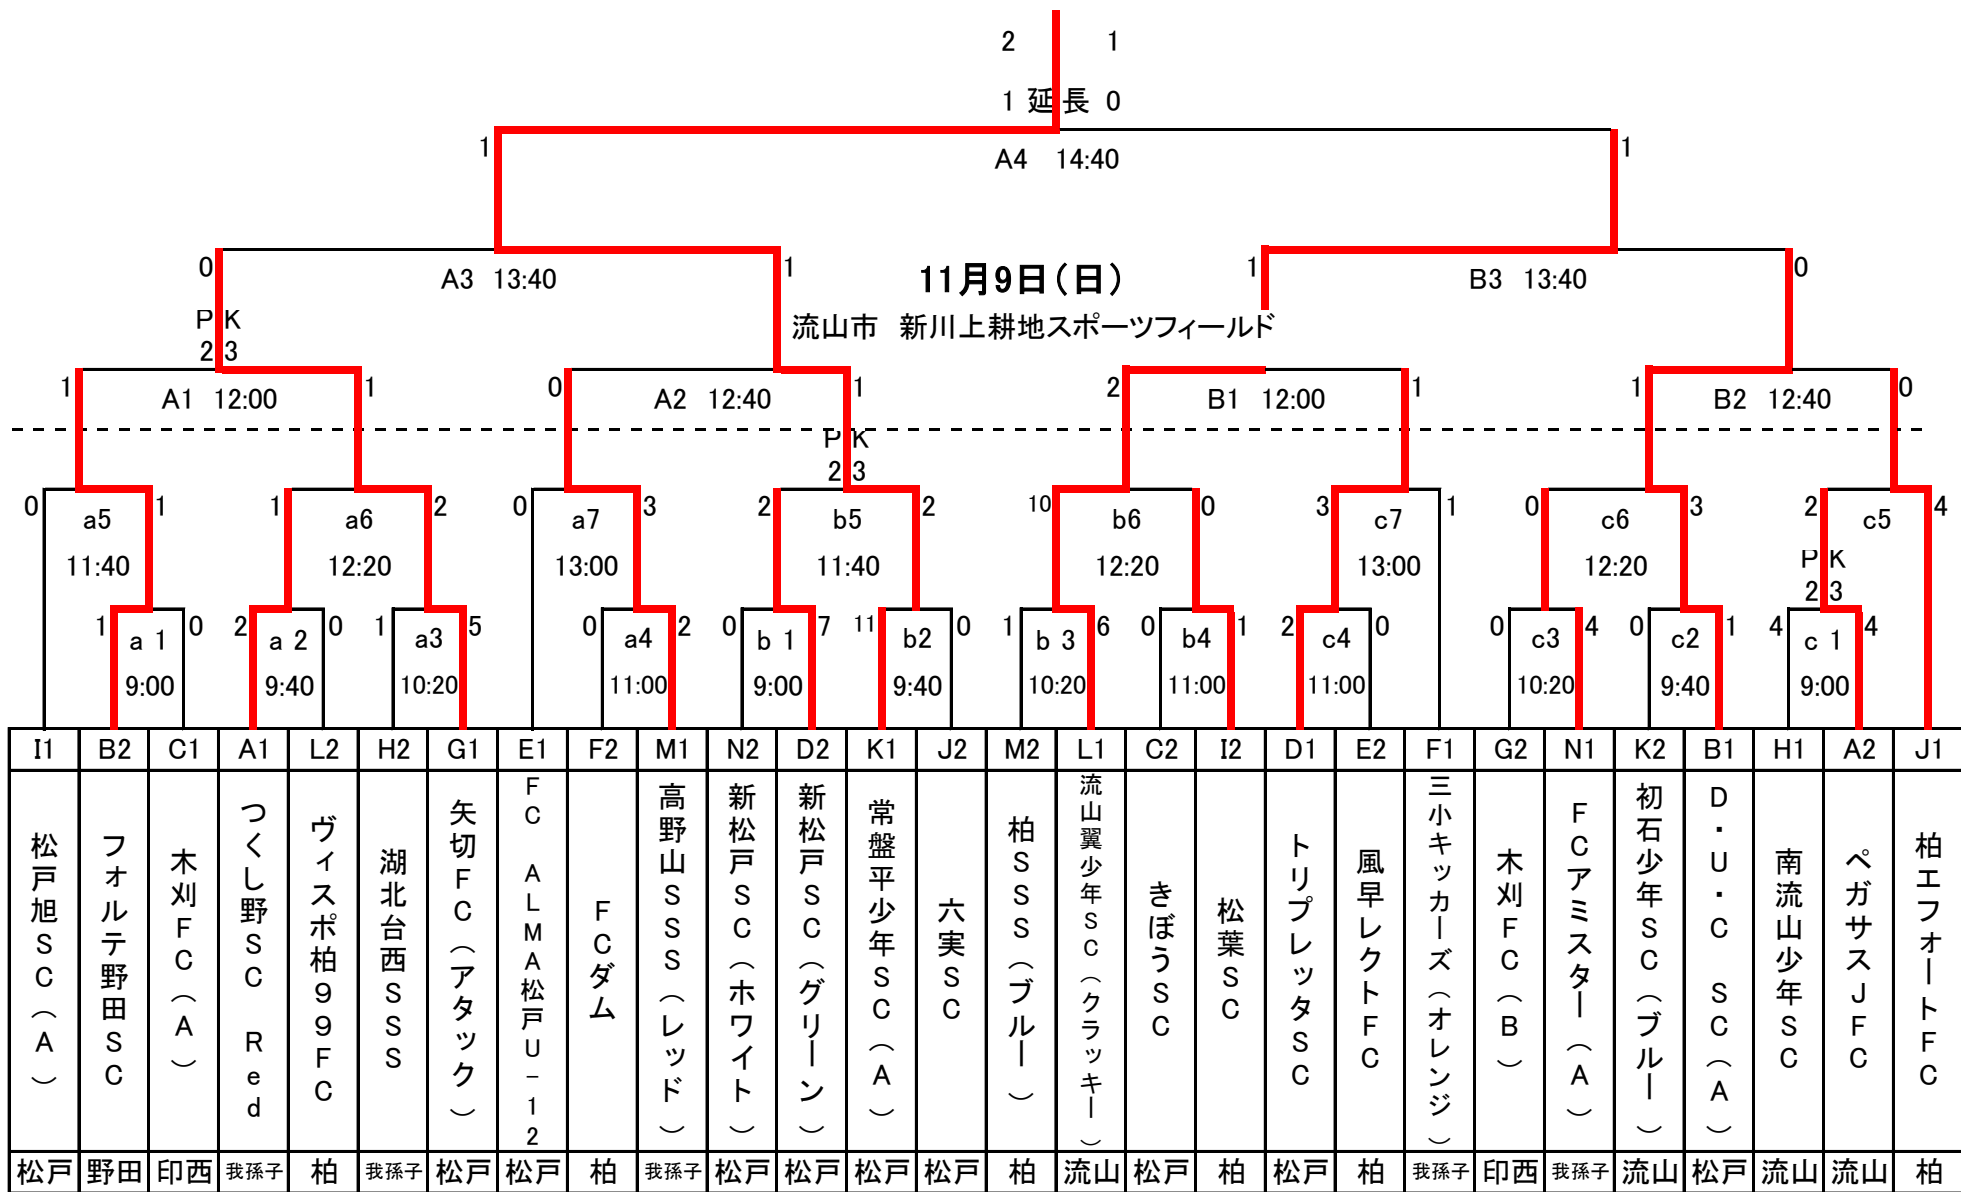 2 1
1 延長 0
1 A4 14:40 1
0 A3 13:40 1 11月9日(日) 1 B3 13:40 0
流山市 新川上耕地スポーツフィールド
PK
2 3
1 A1 12:00 1 0 A2 12:40 1 2 B1 12:00 1 1 B2 12:40 0
PK
2 3
0 a5 1 1 a6 2 0 a7 3 2 b5 2 10 b6 0 3 c7 1 0 c6 3 2 c5 4
11:40 12:20 13:00 11:40 12:20 13:00 12:20
PK
2 3
1 a 1 0 2 a 2 0 1 a3 5 0 a4 2 0 b 1 7 11 b2 0 1 b 3 6 0 b4 1 2 c4 0 0 c3 4 0 c2 1 4 c 1 4
9:00 9:40 10:20 11:00 9:00 9:40 10:20 11:00 11:00 10:20 9:40 9:00
I1 B2 C1 A1 L2 H2 G1 E1 F2 M1 N2 D2 K1 J2 M2 L1 C2 I2 D1 E2 F1 G2 N1 K2 B1 H1 A2 J1
松戸旭SC(A)
フォルテ野田SC
木刈FC(A)
つくし野SC Red
ヴィスポ柏99FC
湖北台西SSS
矢切FC(アタック)
FC ALMA松戸U-12
FCダム
高野山SSS(レッド)
新松戸SC(ホワイト)
新松戸SC(グリーン)
常盤平少年SC(A)
六実SC
柏SSS(ブルー)
流山翼少年SC(クラッキー)
きぼうSC
松葉SC
トリプレッタSC
風早レクトFC
三小キッカーズ(オレンジ)
木刈FC(B)
FCアミスター(A)
初石少年SC(ブルー)
D・U・C SC(A)
南流山少年SC
ペガサスJFC
柏エフォートFC
松戸 野田 印西 我孫子 柏 我孫子 松戸 松戸 柏 我孫子 松戸 松戸 松戸 松戸 柏 流山 松戸 柏 松戸 柏 我孫子 印西 我孫子 流山 松戸 流山 流山 柏